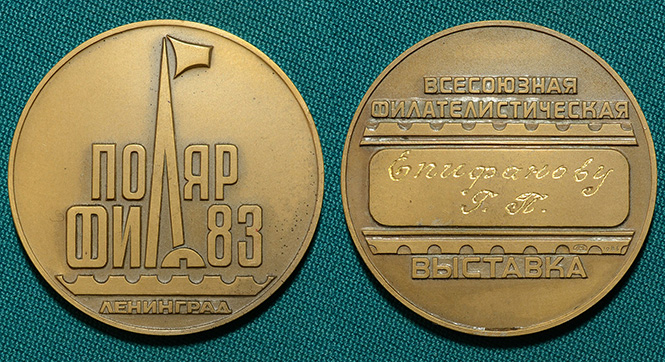 ПОЛЯР
ФИЛ 83
ЛЕНИНГРАД
ВСЕСОЮЗНАЯ
ФИЛАТЕЛИСТИЧЕСКАЯ
Епифанову
Г. П.
ВЫСТАВКА